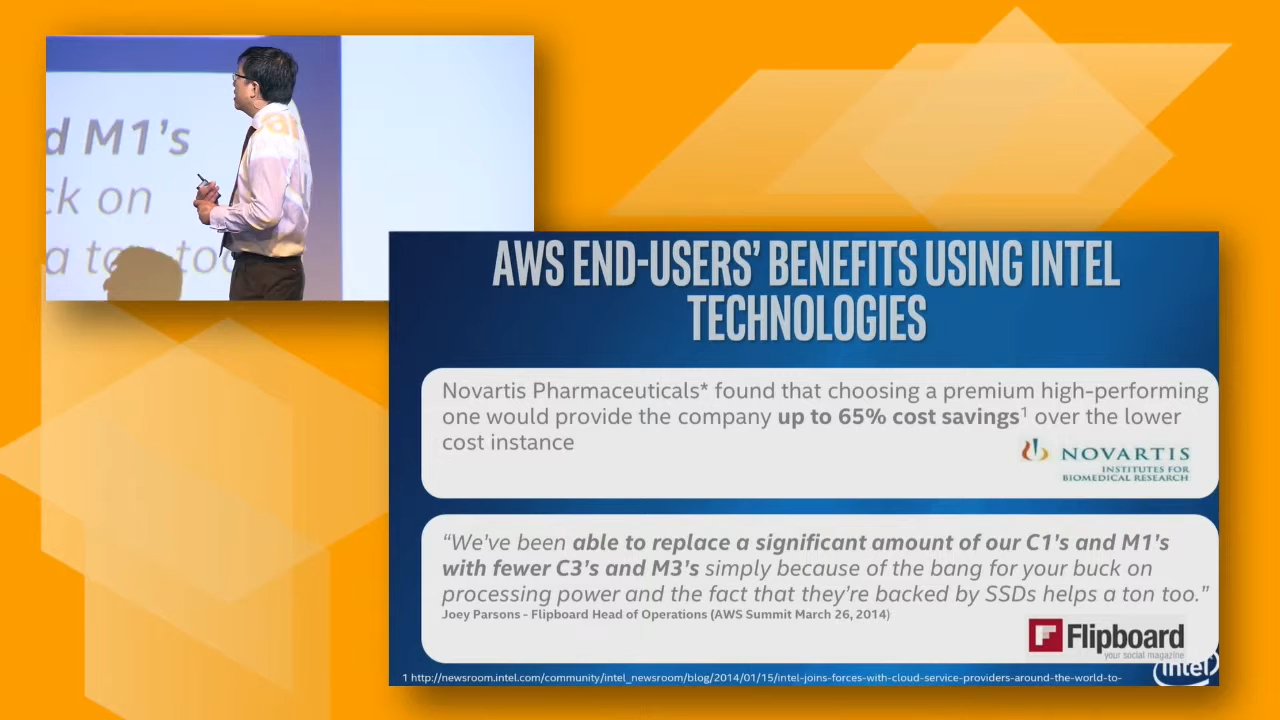 d M1's
ck on
a ton too
AWS END-USERS' BENEFITS USING INTEL
TECHNOLOGIES
Novartis Pharmaceuticals* found that choosing a premium high-performing
one would provide the company up to 65% cost savings¹ over the lower
cost instance
NOVARTIS
INSTITUTES FOR
BIOMEDICAL RESEARCH
“We've been able to replace a significant amount of our C1's and M1's
with fewer C3's and M3's simply because of the bang for your buck on
processing power and the fact that they're backed by SSDs helps a ton too.”
Joey Parsons - Flipboard Head of Operations (AWS Summit March 26, 2014)
Flipboard
your social magazine
intel
1 http://newsroom.intel.com/community/intel_newsroom/blog/2014/01/15/intel-joins-forces-with-cloud-service-providers-around-the-world-to-